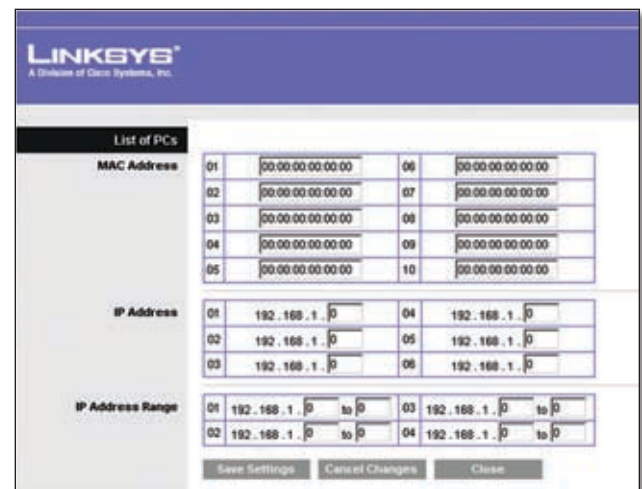 LINKSYS®
A Division of Cisco Systems, Inc.
List of PCs
MAC Address
01 00:00:00:00:00:00 06 00:00:00:00:00:00
02 00:00:00:00:00:00 07 00:00:00:00:00:00
03 00:00:00:00:00:00 08 00:00:00:00:00:00
04 00:00:00:00:00:00 09 00:00:00:00:00:00
05 00:00:00:00:00:00 10 00:00:00:00:00:00
IP Address
01 192.168.1.0 04 192.168.1.0
02 192.168.1.0 05 192.168.1.0
03 192.168.1.0 06 192.168.1.0
IP Address Range
01 192.168.1.0 to 0 03 192.168.1.0 to 0
02 192.168.1.0 to 0 04 192.168.1.0 to 0
Save Settings Cancel Changes Close